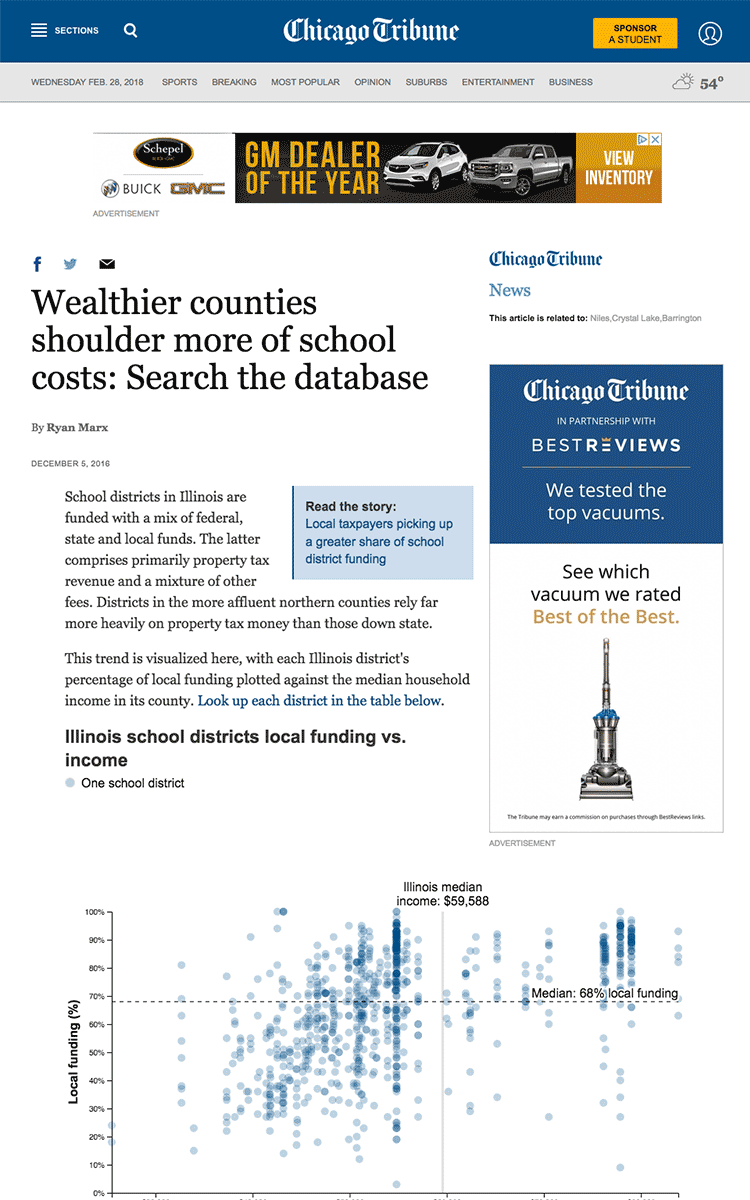 SECTIONS
Chicago Tribune
SPONSOR
A STUDENT
WEDNESDAY FEB. 28, 2018
SPORTS
BREAKING
MOST POPULAR
OPINION
SUBURBS
ENTERTAINMENT
BUSINESS
54°
Schepel
BUICK GMC
GM DEALER
OF THE YEAR
VIEW
INVENTORY
ADVERTISEMENT
Wealthier counties
shoulder more of school
costs: Search the database
By Ryan Marx
DECEMBER 5, 2016
School districts in Illinois are
funded with a mix of federal,
state and local funds. The latter
comprises primarily property tax
revenue and a mixture of other
fees. Districts in the more affluent northern counties rely far
more heavily on property tax money than those down state.
Read the story:
Local taxpayers picking up
a greater share of school
district funding
This trend is visualized here, with each Illinois district's
percentage of local funding plotted against the median household
income in its county. Look up each district in the table below.
Chicago Tribune
News
This article is related to: Niles,Crystal Lake,Barrington
Chicago Tribune
IN PARTNERSHIP WITH
BESTREVIEWS
We tested the
top vacuums.
See which
vacuum we rated
Best of the Best.
The Tribune may earn a commission on purchases through BestReviews links.
ADVERTISEMENT
Illinois school districts local funding vs.
income
One school district
Illinois median
income: $59,588
100%
90%
80%
70%
60%
50%
40%
30%
20%
10%
0%
Local funding (%)
Median: 68% local funding